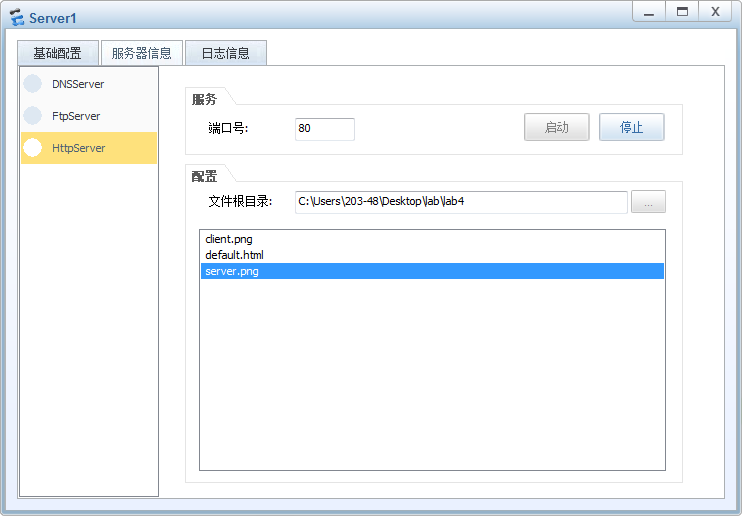 Server1
基础配置 服务器信息 日志信息
DNSServer
FtpServer
HttpServer
服务
端口号: 80 启动 停止
配置
文件根目录: C:\Users\203-48\Desktop\lab\lab4 ...
client.png
default.html
server.png